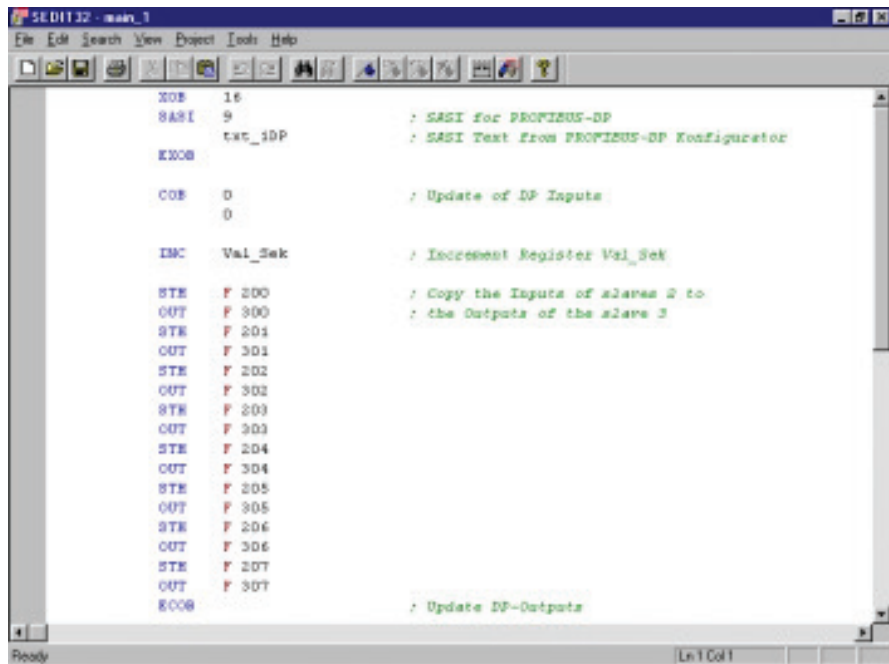 SEDIT32 - main_1
File Edit Search View Project Tools Help
XOB 16
SASI 9 ; SASI for PROFIBUS-DP
txt_iDP ; SASI Text from PROFIBUS-DP Konfigurator
EXOB
COB 0 ; Update of DP Inputs
0
INC Val_Sek ; Increment Register Val_Sek
STH F 200 ; Copy the Inputs of slaves 2 to
OUT F 300 ; the Outputs of the slave 3
STH F 201
OUT F 301
STH F 202
OUT F 302
STH F 203
OUT F 303
STH F 204
OUT F 304
STH F 205
OUT F 305
STH F 206
OUT F 306
STH F 207
OUT F 307
ECOB ; Update DP-Outputs
Ready Ln 1 Col 1